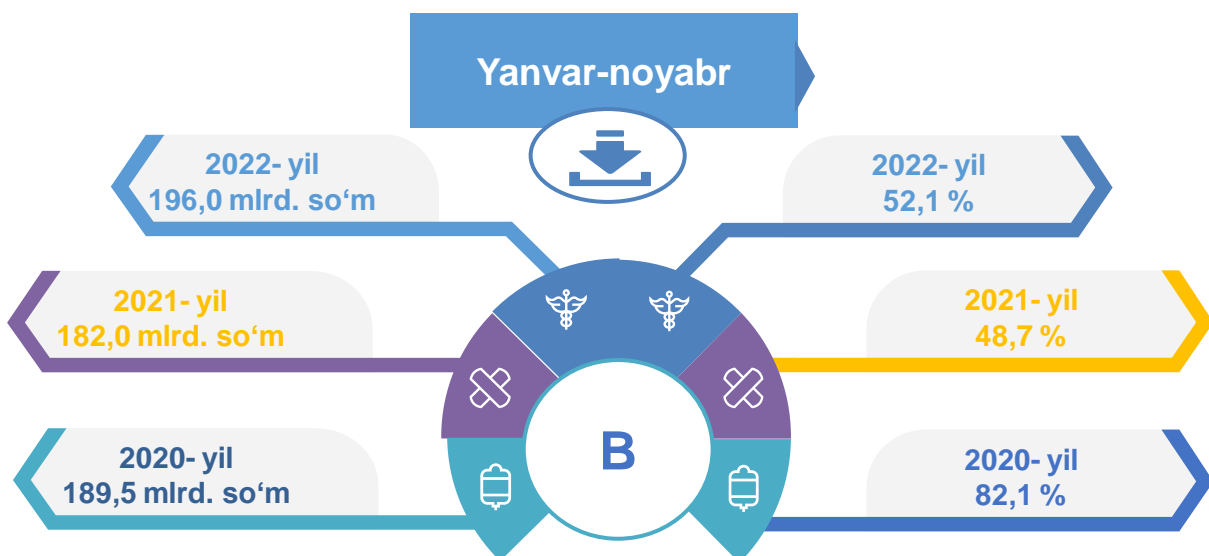 Yanvar-noyabr
2022- yil
196,0 mlrd. so‘m
2022- yil
52,1 %
2021- yil
182,0 mlrd. so‘m
2021- yil
48,7 %
2020- yil
189,5 mlrd. so‘m
2020- yil
82,1 %
B